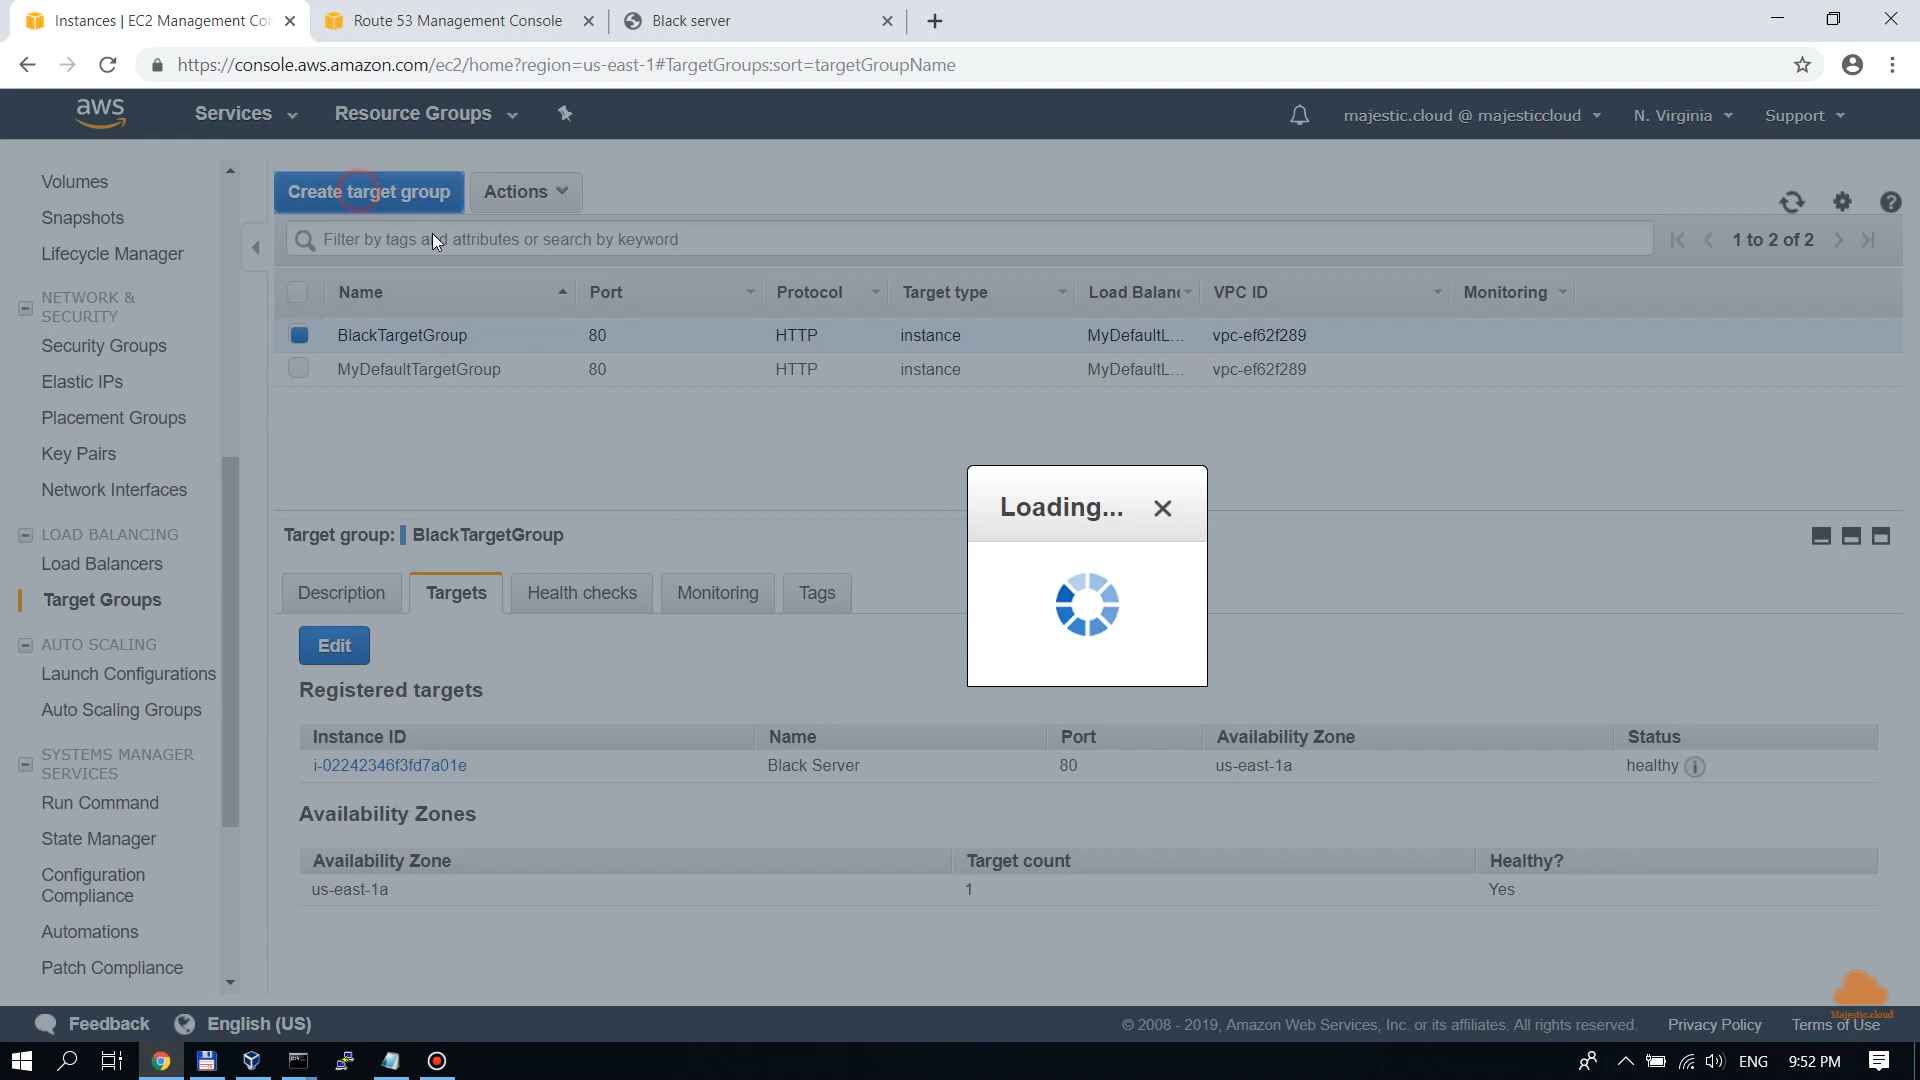 Instances | EC2 Management Con
Route 53 Management Console
Black server
https://console.aws.amazon.com/ec2/home?region=us-east-1#TargetGroups:sort=targetGroupName
aws
Services
Resource Groups
majestic.cloud @ majesticcloud
N. Virginia
Support
Volumes
Snapshots
Lifecycle Manager
NETWORK &
SECURITY
Security Groups
Elastic IPs
Placement Groups
Key Pairs
Network Interfaces
LOAD BALANCING
Load Balancers
Target Groups
AUTO SCALING
Launch Configurations
Auto Scaling Groups
SYSTEMS MANAGER
SERVICES
Run Command
State Manager
Configuration
Compliance
Automations
Patch Compliance
Create target group
Actions
Filter by tags and attributes or search by keyword
1 to 2 of 2
Name Port Protocol Target type Load Balanc VPC ID Monitoring
BlackTargetGroup 80 HTTP instance MyDefaultL... vpc-ef62f289
MyDefaultTargetGroup 80 HTTP instance MyDefaultL... vpc-ef62f289
Loading...
Target group: BlackTargetGroup
Description Targets Health checks Monitoring Tags
Edit
Registered targets
Instance ID Name Port Availability Zone Status
i-02242346f3fd7a01e Black Server 80 us-east-1a healthy
Availability Zones
Availability Zone Target count Healthy?
us-east-1a 1 Yes
Majestic.cloud
Feedback
English (US)
© 2008 - 2019, Amazon Web Services, Inc. or its affiliates. All rights reserved.
Privacy Policy
Terms of Use
ENG
9:52 PM